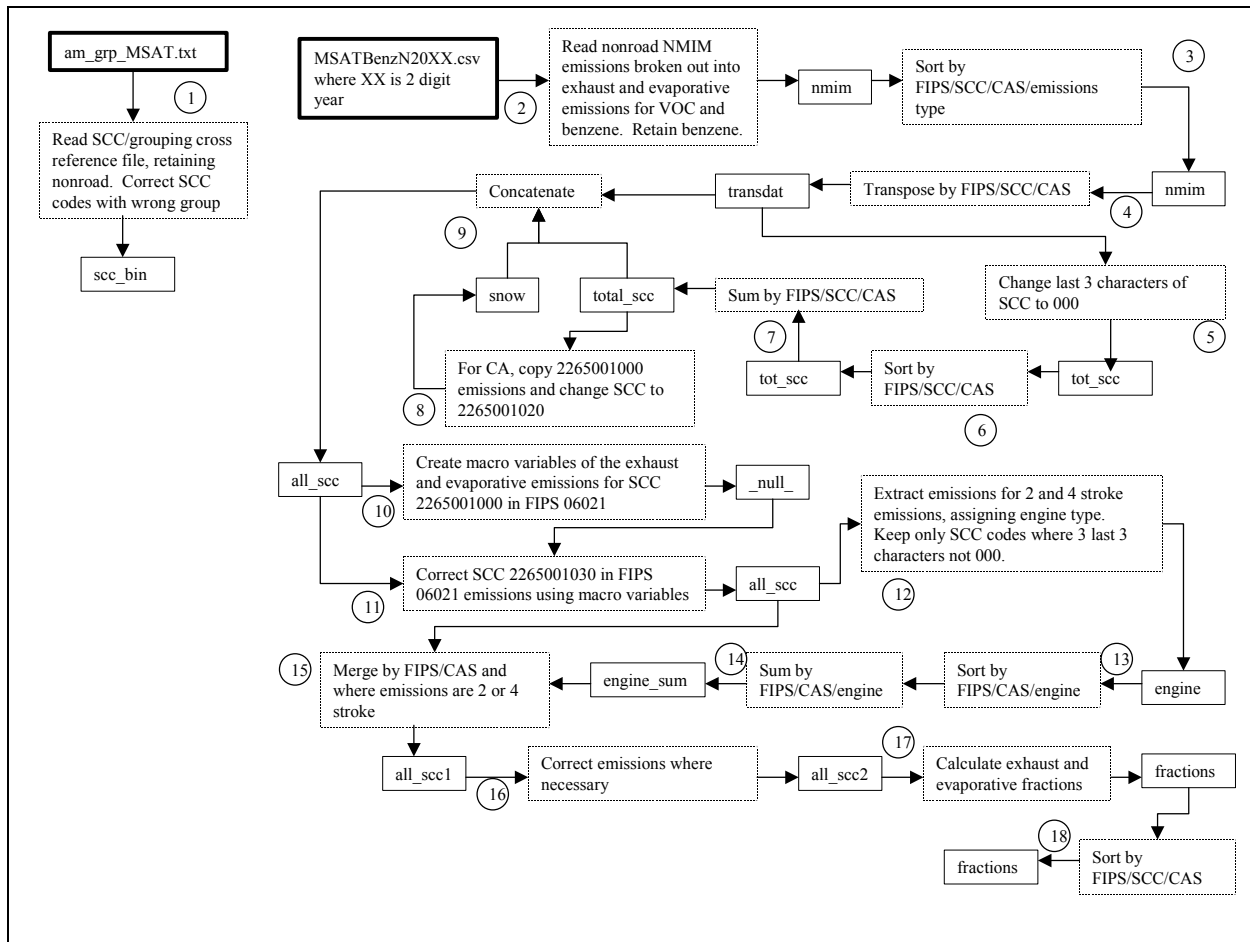 am_grp_MSAT.txt
1
Read SCC/grouping cross
reference file, retaining
nonroad. Correct SCC
codes with wrong group
scc_bin
MSATBenzN20XX.csv
where XX is 2 digit
year
2
Read nonroad NMIM
emissions broken out into
exhaust and evaporative
emissions for VOC and
benzene. Retain benzene.
nmim
Sort by
FIPS/SCC/CAS/emissions
type
3
nmim
4
Transpose by FIPS/SCC/CAS
transdat
Concatenate
9
Change last 3 characters of
SCC to 000
5
tot_scc
Sort by
FIPS/SCC/CAS
6
tot_scc
7
Sum by FIPS/SCC/CAS
total_scc
snow
For CA, copy 2265001000
emissions and change SCC to
2265001020
8
all_scc
10
Create macro variables of the exhaust
and evaporative emissions for SCC
2265001000 in FIPS 06021
_null_
11
Correct SCC 2265001030 in FIPS
06021 emissions using macro variables
all_scc
Extract emissions for 2 and 4 stroke
emissions, assigning engine type.
Keep only SCC codes where 3 last 3
characters not 000.
12
engine
13
Sort by
FIPS/CAS/engine
Sum by
FIPS/CAS/engine
14
engine_sum
15
Merge by FIPS/CAS and
where emissions are 2 or 4
stroke
all_scc1
16
Correct emissions where
necessary
all_scc2
17
Calculate exhaust and
evaporative fractions
fractions
Sort by
FIPS/SCC/CAS
18
fractions